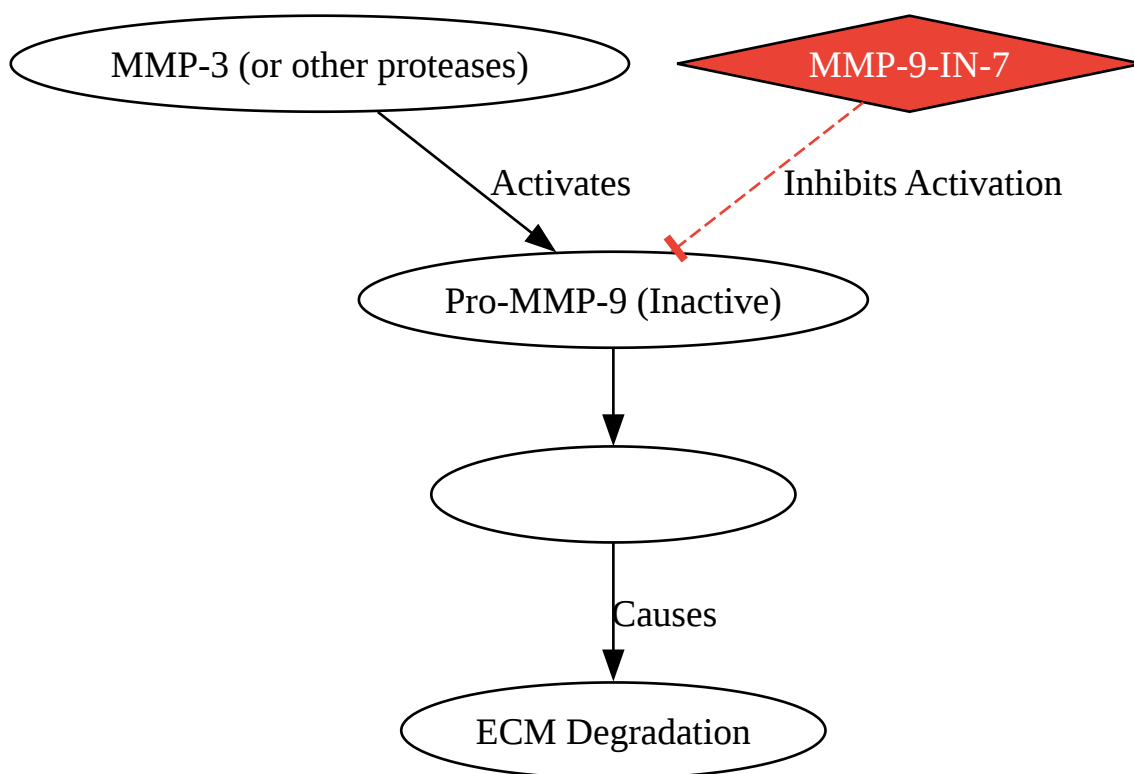 MMP-3 (or other proteases)
MMP-9-IN-7
Activates
Inhibits Activation
Pro-MMP-9 (Inactive)
Causes
ECM Degradation